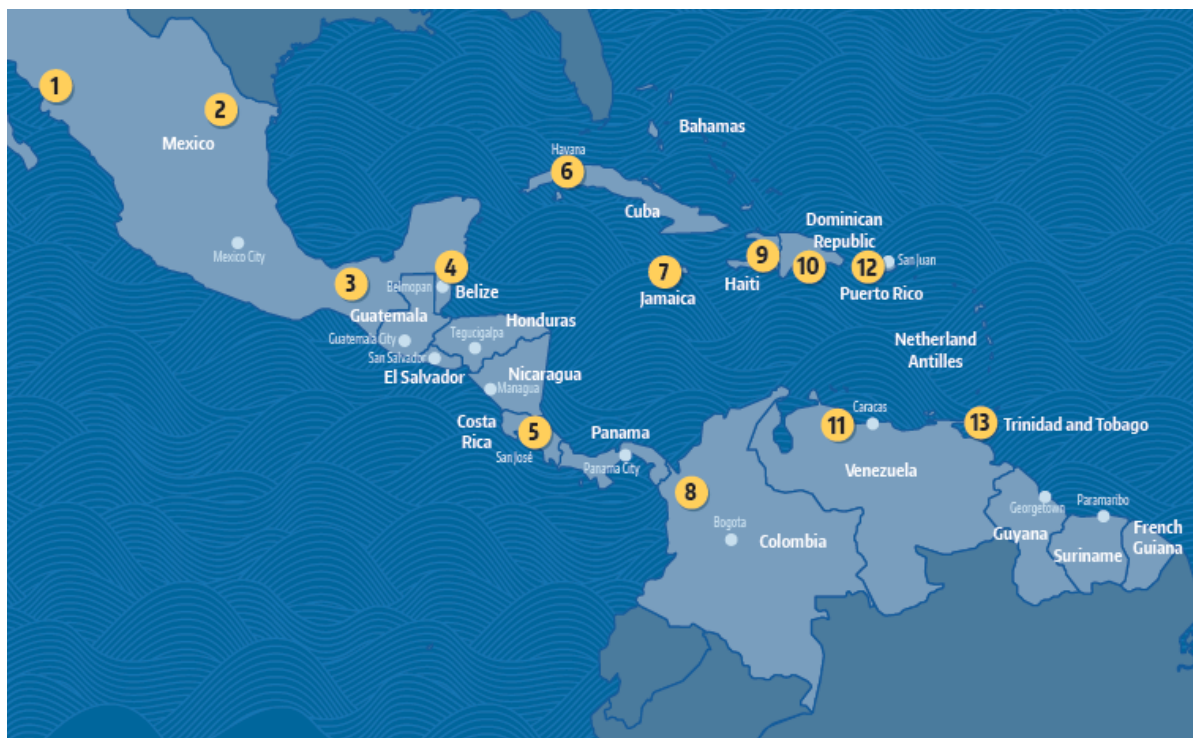 1
2
Mexico
Mexico City
3
4
Belmopan
Belize
Guatemala
Guatemala City
Honduras
Tegucigalpa
San Salvador
El Salvador
Nicaragua
Managua
Costa
Rica
5
San José
Panama
Panama City
Havana
6
Cuba
Bahamas
7
Jamaica
9
Haiti
Dominican
Republic
10
12
San Juan
Puerto Rico
Netherland
Antilles
8
Bogota
Colombia
11
Caracas
Venezuela
13
Trinidad and Tobago
Georgetown
Guyana
Paramaribo
Suriname
French
Guiana